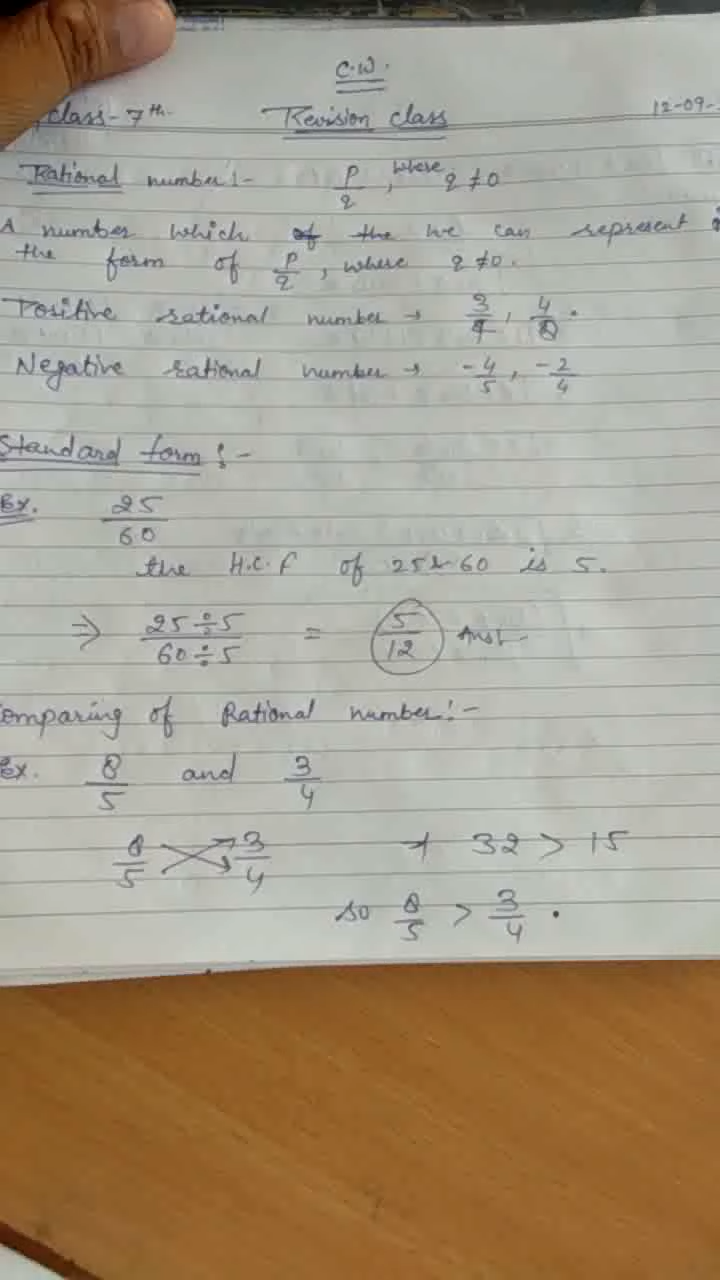 C.W.
class - 7th Revision class 12-09-
Rational number :- p/q , where q ≠ 0
A number which of the we can represent
the form of p/q , where q ≠ 0.
Positive rational number → 3/ , 4/ .
Negative rational number → -4/5 , -2/4
Standard form :-
Ex. 25/60
the H.C.F of 25 & 60 is 5.
⇒ 25÷5/60÷5 = 5/12 Ans
omparing of Rational number :-
Ex. 8/5 and 3/4
8/5 3/4 → 32 > 15
so 8/5 > 3/4 .